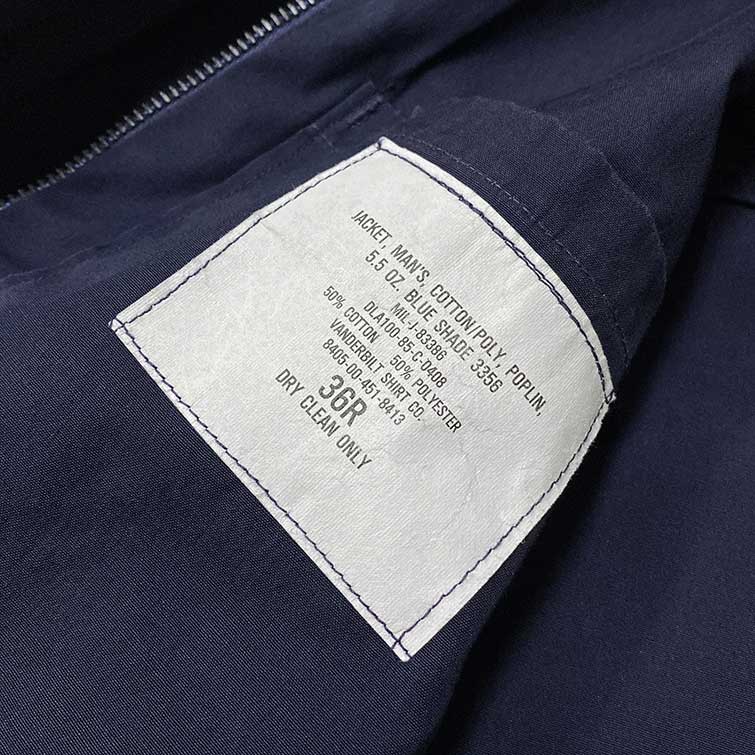 JACKET, MAN'S, COTTON/POLY, POPLIN,
5.5 OZ. BLUE SHADE 3356
MIL-J-83386
DLA100-85-C-0408
50% COTTON 50% POLYESTER
VANDERBILT SHIRT CO.
8405-00-451-8413
36R
DRY CLEAN ONLY